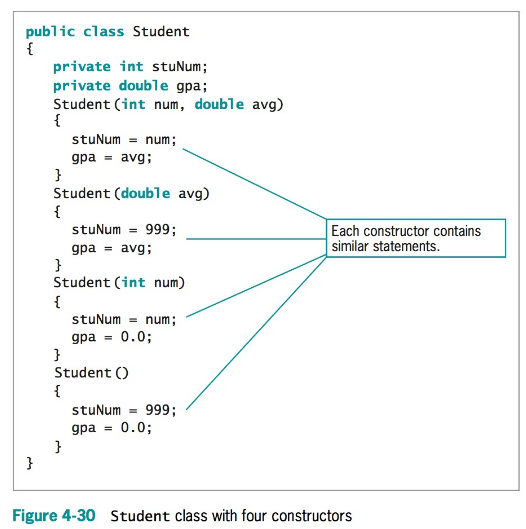 public class Student
{
private int stuNum;
private double gpa;
Student(int num, double avg)
{
stuNum = num;
gpa = avg;
}
Student(double avg)
{
stuNum = 999;
gpa = avg;
}
Student(int num)
{
stuNum = num;
gpa = 0.0;
}
Student()
{
stuNum = 999;
gpa = 0.0;
}
}
Each constructor contains
similar statements.
Figure 4-30 Student class with four constructors